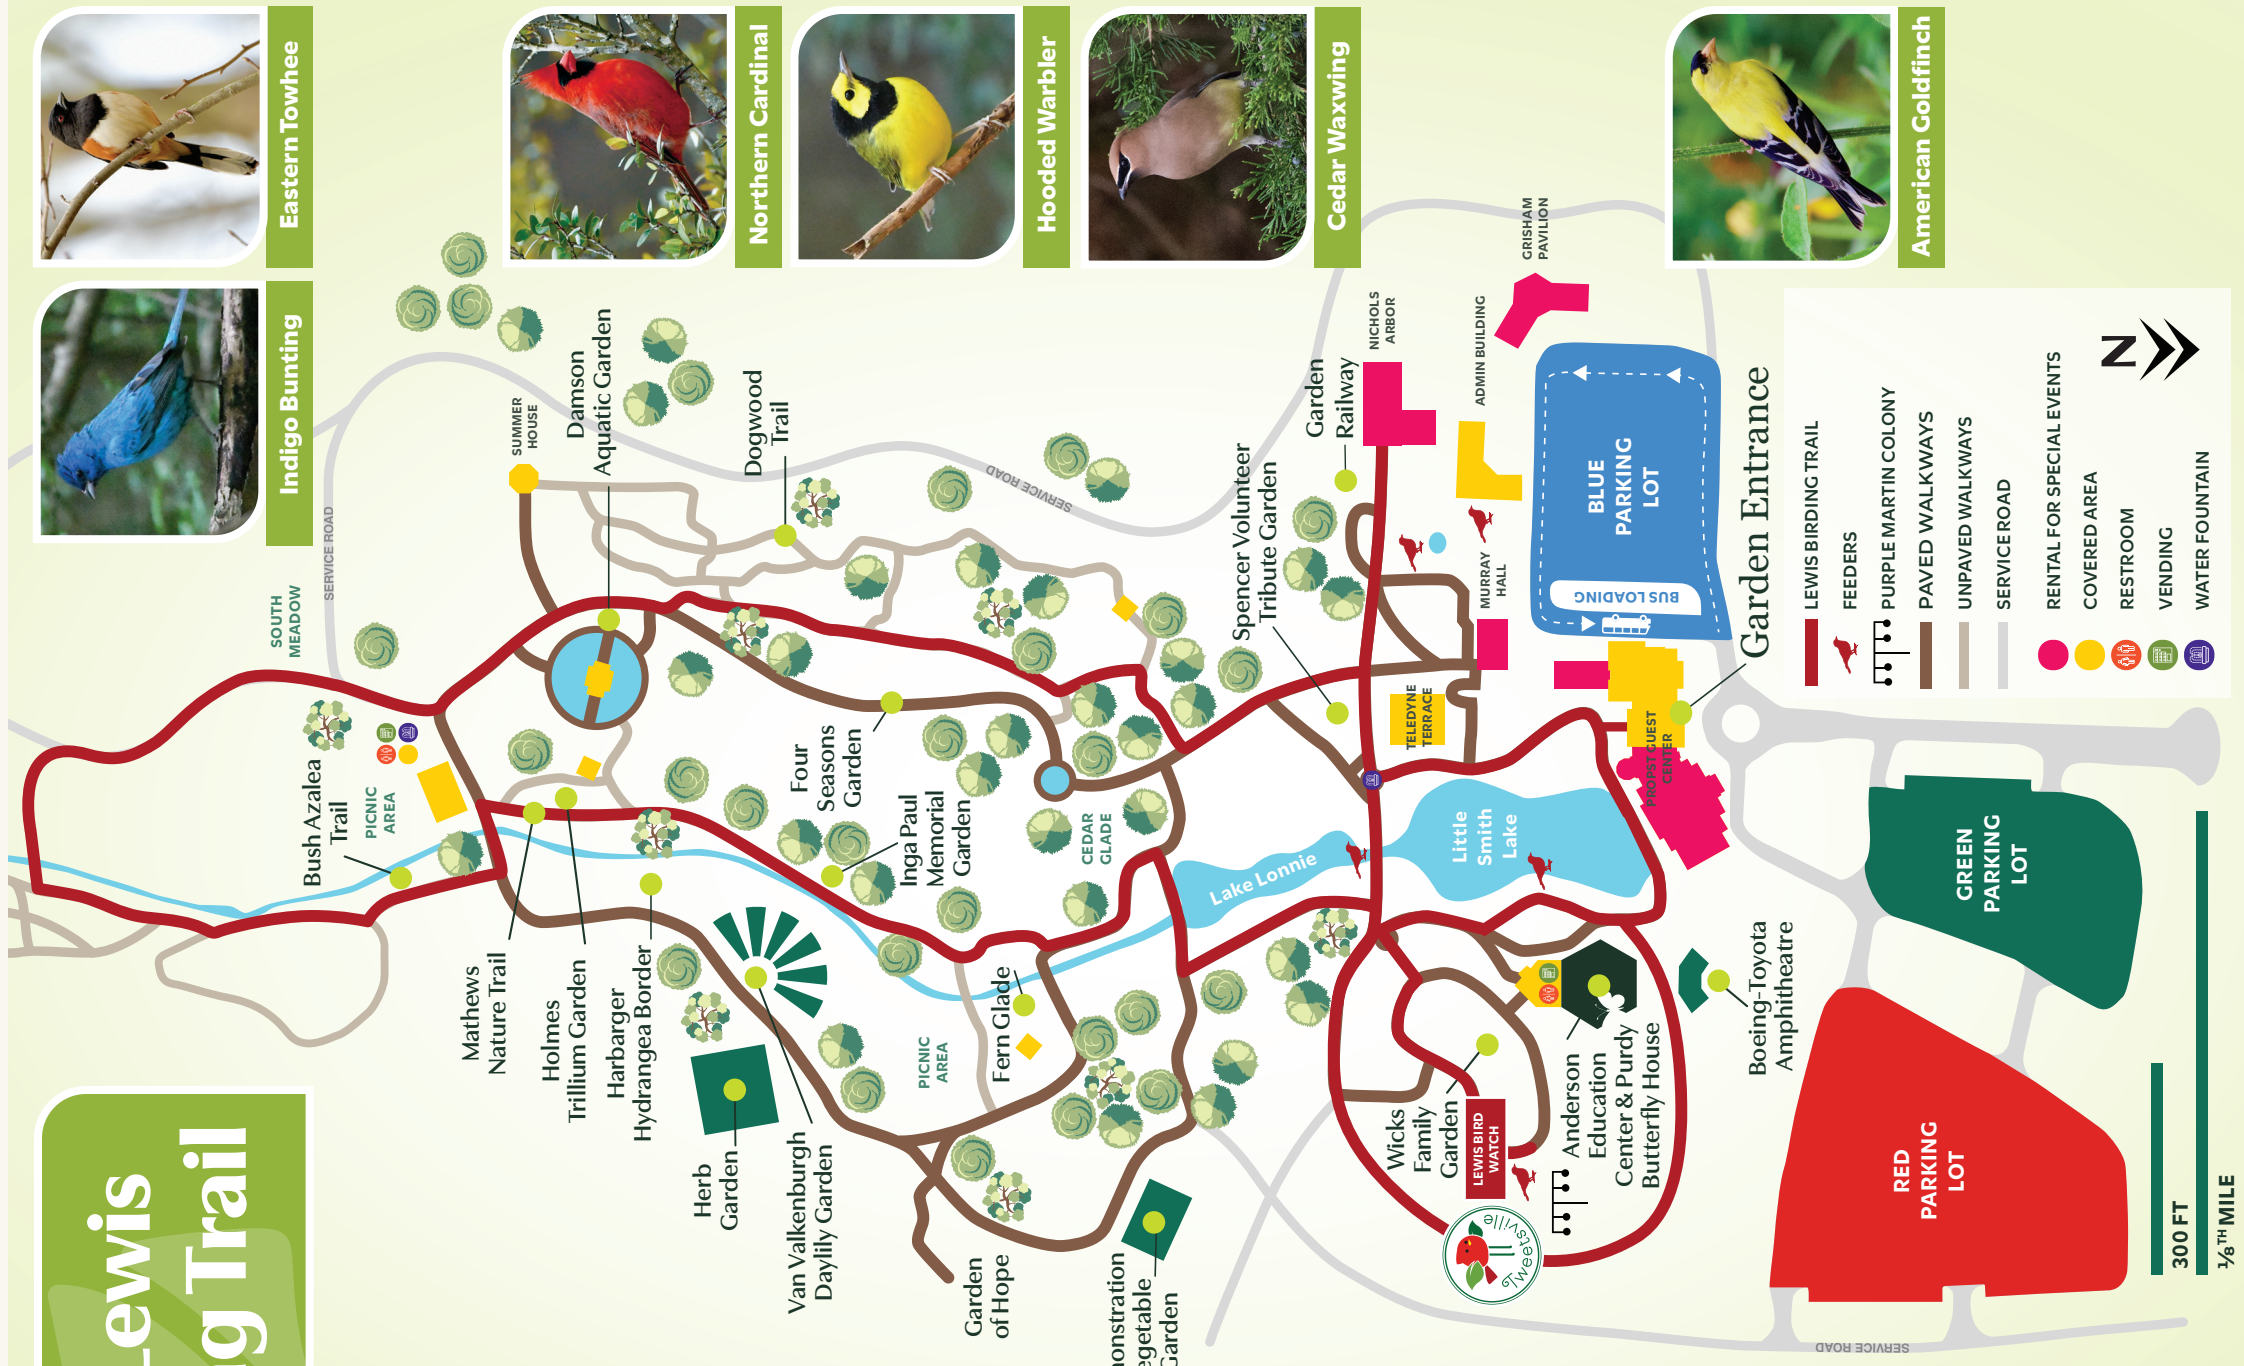 Lewis
ng Trail
Indigo Bunting
Eastern Towhee
Northern Cardinal
Hooded Warbler
Cedar Waxwing
American Goldfinch
SERVICE ROAD
SOUTH
MEADOW
Bush Azalea
Trail
PICNIC
AREA
SUMMER
HOUSE
Damson
Aquatic Garden
Dogwood
Trail
SERVICE ROAD
Mathews
Nature Trail
Holmes
Trillium Garden
Harbarger
Hydrangea Border
Herb
Garden
Van Valkenburgh
Daylily Garden
Four
Seasons
Garden
Inga Paul
Memorial
Garden
PICNIC
AREA
Fern Glade
Garden
of Hope
CEDAR
GLADE
onstration
egetable
Garden
Lake Lonnie
Spencer Volunteer
Tribute Garden
Garden
Railway
NICHOLS
ARBOR
TELEDYNE
TERRACE
Little
Smith
Lake
Wicks
Family
Garden
LEWIS BIRD
WATCH
Tweetsville
ADMIN BUILDING
MURRAY
HALL
GRISHAM
PAVILION
Anderson
Education
Center & Purdy
Butterfly House
BLUE
PARKING
LOT
BUS LOADING
PROPST GUEST
CENTER
Garden Entrance
Boeing-Toyota
Amphitheatre
GREEN
PARKING
LOT
RED
PARKING
LOT
SERVICE ROAD
LEWIS BIRDING TRAIL
FEEDERS
PURPLE MARTIN COLONY
PAVED WALKWAYS
UNPAVED WALKWAYS
SERVICE ROAD
RENTAL FOR SPECIAL EVENTS
COVERED AREA
RESTROOM
VENDING
WATER FOUNTAIN
N
300 FT
1/8TH MILE